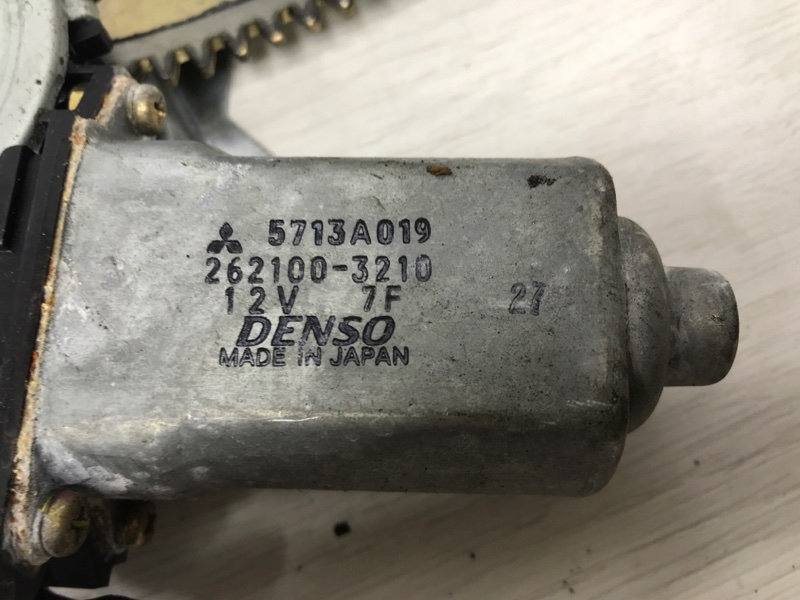 5713A019
262100-3210
12V 7F 27
DENSO
MADE IN JAPAN